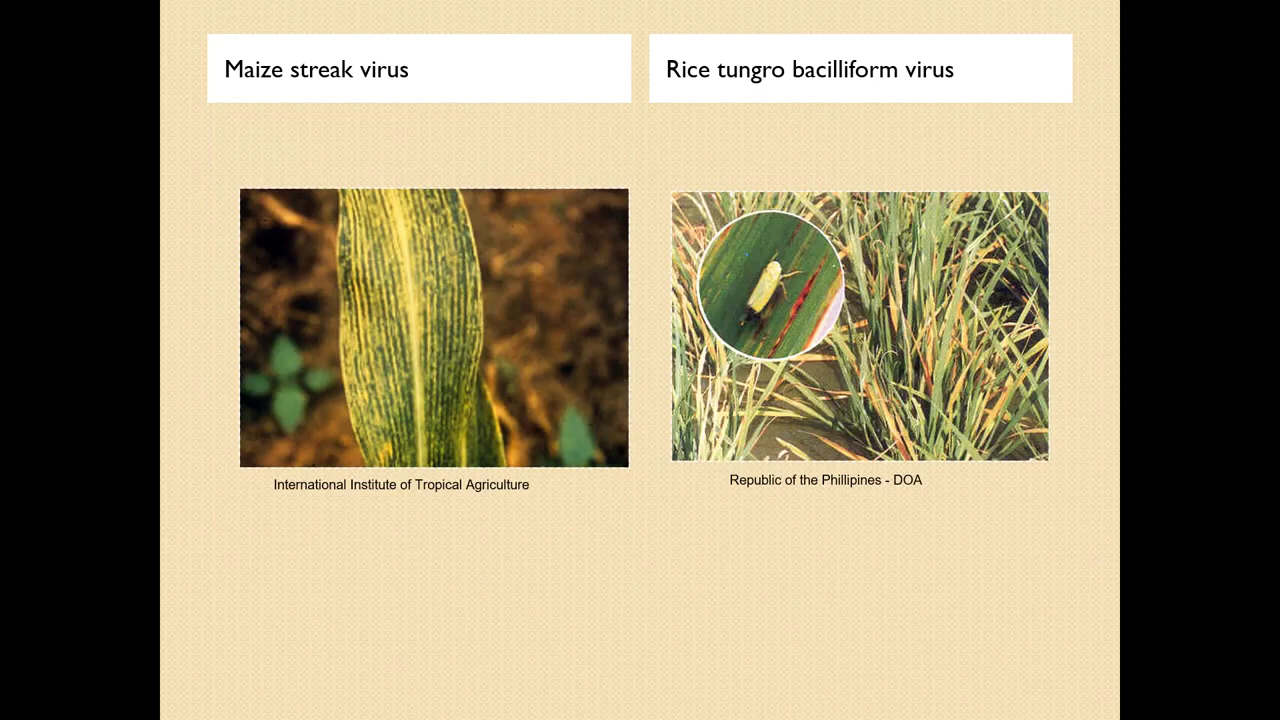 Maize streak virus
Rice tungro bacilliform virus
International Institute of Tropical Agriculture
Republic of the Phillipines - DOA